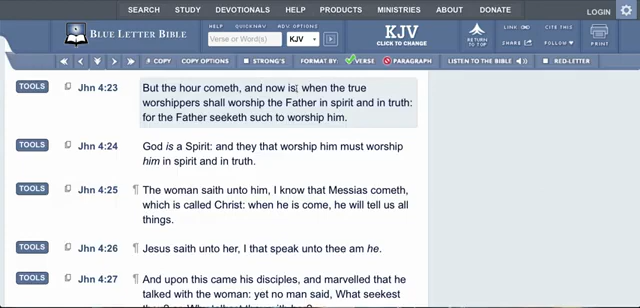 SEARCH STUDY DEVOTIONALS HELP PRODUCTS MINISTRIES ABOUT DONATE
LOGIN
BLUE LETTER BIBLE
HELP QUICKNAV ADV. OPTIONS
Verse or Word(s) KJV
KJV
CLICK TO CHANGE
RETURN
TO TOP
LINK CITE THIS
SHARE FOLLOW
PRINT
COPY COPY OPTIONS STRONG'S FORMAT BY: VERSE PARAGRAPH LISTEN TO THE BIBLE RED-LETTER
TOOLS Jhn 4:23 But the hour cometh, and now is, when the true
worshippers shall worship the Father in spirit and in truth:
for the Father seeketh such to worship him.
TOOLS Jhn 4:24 God is a Spirit: and they that worship him must worship
him in spirit and in truth.
TOOLS Jhn 4:25 ¶ The woman saith unto him, I know that Messias cometh,
which is called Christ: when he is come, he will tell us all
things.
TOOLS Jhn 4:26 ¶ Jesus saith unto her, I that speak unto thee am he.
TOOLS Jhn 4:27 ¶ And upon this came his disciples, and marvelled that he
talked with the woman: yet no man said, What seekest